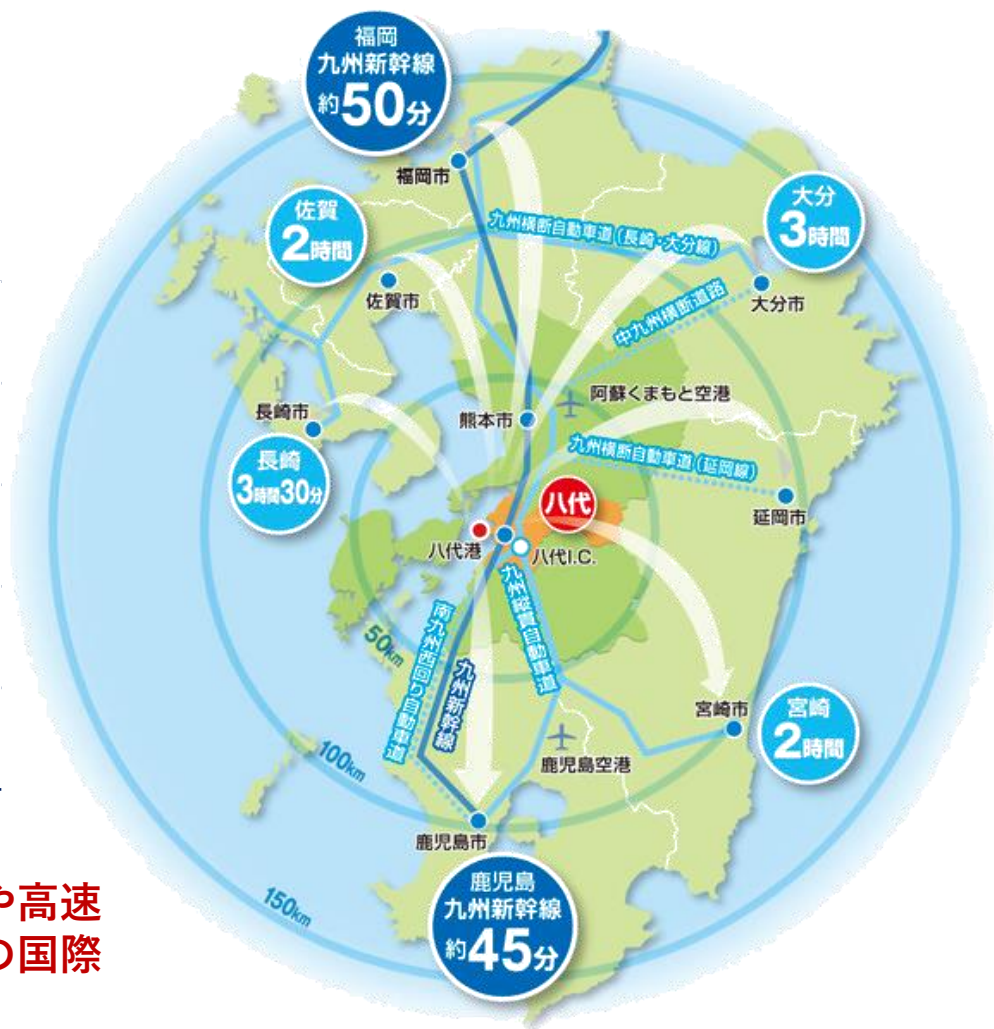 福岡
九州新幹線
約50分
福岡市
佐賀
2時間
大分
3時間
九州横断自動車道(長崎・大分線)
佐賀市
大分市
中九州横断道路
阿蘇くまもと空港
長崎市
熊本市
長崎
3時間30分
九州横断自動車道(延岡線)
八代
延岡市
八代港
八代I.C.
九州縦貫自動車道
南九州西回り自動車道
九州新幹線
50km
宮崎市
宮崎
2時間
100km
鹿児島空港
鹿児島市
150km
鹿児島
九州新幹線
約45分
や高速
の国際